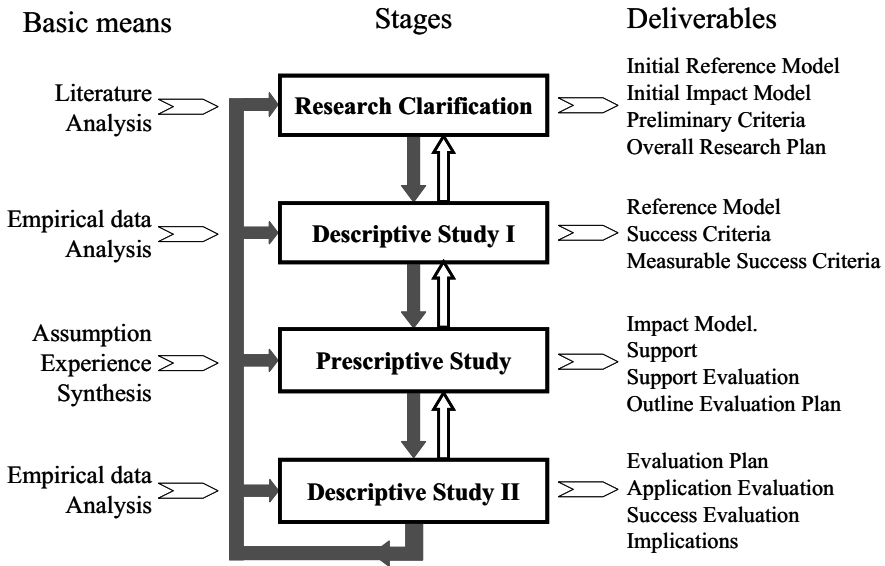 Basic means
Stages
Deliverables
Literature
Analysis
Research Clarification
Initial Reference Model
Initial Impact Model
Preliminary Criteria
Overall Research Plan
Empirical data
Analysis
Descriptive Study I
Reference Model
Success Criteria
Measurable Success Criteria
Assumption
Experience
Synthesis
Prescriptive Study
Impact Model.
Support
Support Evaluation
Outline Evaluation Plan
Empirical data
Analysis
Descriptive Study II
Evaluation Plan
Application Evaluation
Success Evaluation
Implications